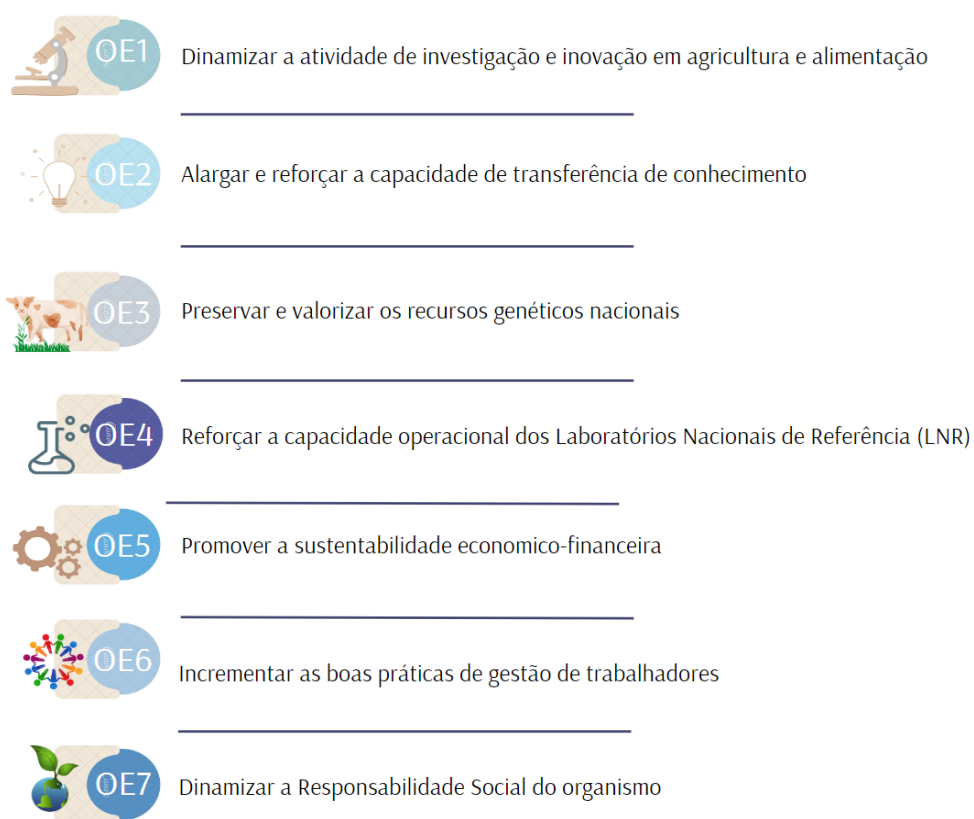 OE1
Dinamizar a atividade de investigação e inovação em agricultura e alimentação
OE2
Alargar e reforçar a capacidade de transferência de conhecimento
OE3
Preservar e valorizar os recursos genéticos nacionais
OE4
Reforçar a capacidade operacional dos Laboratórios Nacionais de Referência (LNR)
OE5
Promover a sustentabilidade economico-financeira
OE6
Incrementar as boas práticas de gestão de trabalhadores
OE7
Dinamizar a Responsabilidade Social do organismo